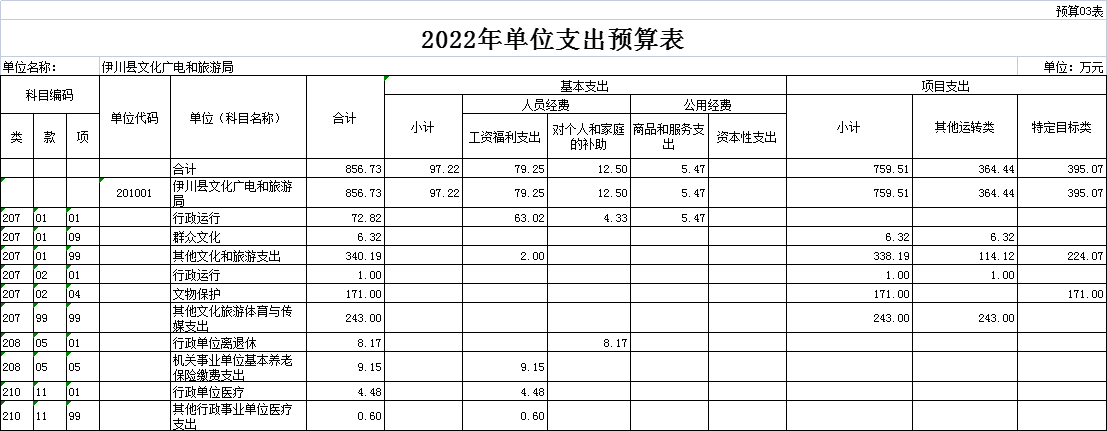 预算03表
2022年单位支出预算表
单位名称： 伊川县文化广电和旅游局 单位：万元
科目编码 单位代码 单位（科目名称） 合计 基本支出 项目支出
小计 人员经费 公用经费 小计 其他运转类 特定目标类
类 款 项 工资福利支出 对个人和家庭的补助 商品和服务支出 资本性支出
合计 856.73 97.22 79.25 12.50 5.47 759.51 364.44 395.07
201001 伊川县文化广电和旅游局 856.73 97.22 79.25 12.50 5.47 759.51 364.44 395.07
207 01 01 行政运行 72.82 63.02 4.33 5.47
207 01 09 群众文化 6.32 6.32 6.32
207 01 99 其他文化和旅游支出 340.19 2.00 338.19 114.12 224.07
207 02 01 行政运行 1.00 1.00 1.00
207 02 04 文物保护 171.00 171.00 171.00
207 99 99 其他文化旅游体育与传媒支出 243.00 243.00 243.00
208 05 01 行政单位离退休 8.17 8.17
208 05 05 机关事业单位基本养老保险缴费支出 9.15 9.15
210 11 01 行政单位医疗 4.48 4.48
210 11 99 其他行政事业单位医疗支出 0.60 0.60